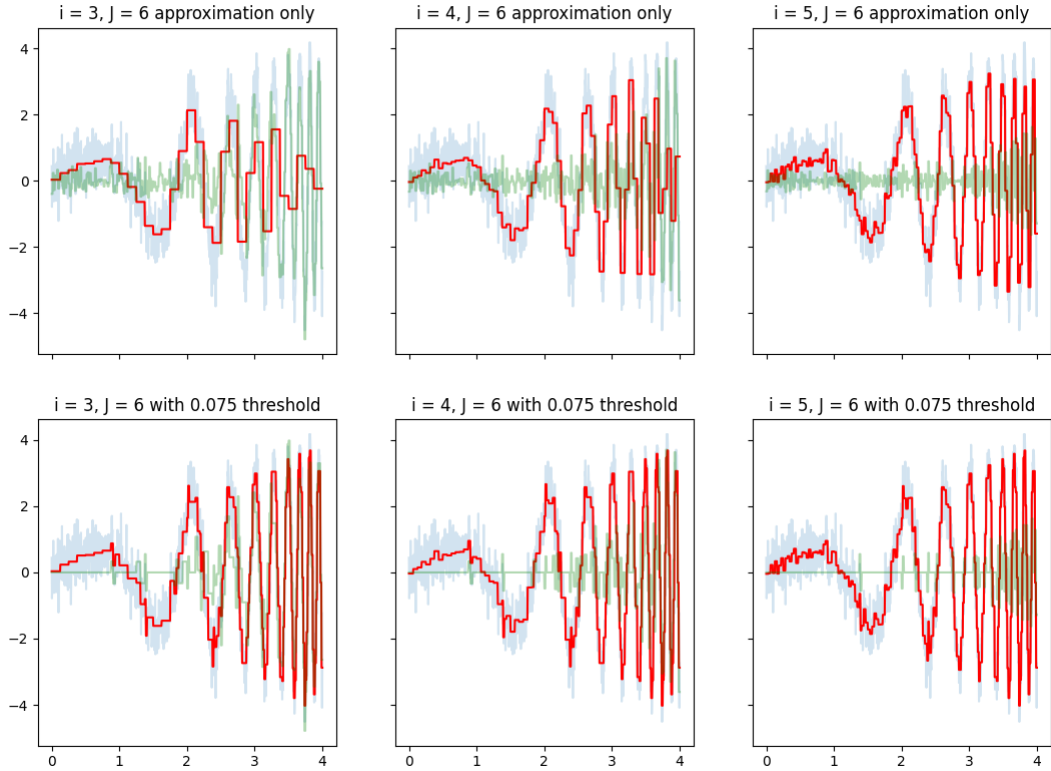 i = 3, J = 6 approximation only
i = 4, J = 6 approximation only
i = 5, J = 6 approximation only
4
2
0
−2
−4
i = 3, J = 6 with 0.075 threshold
i = 4, J = 6 with 0.075 threshold
i = 5, J = 6 with 0.075 threshold
4
2
0
−2
−4
0 1 2 3 4
0 1 2 3 4
0 1 2 3 4